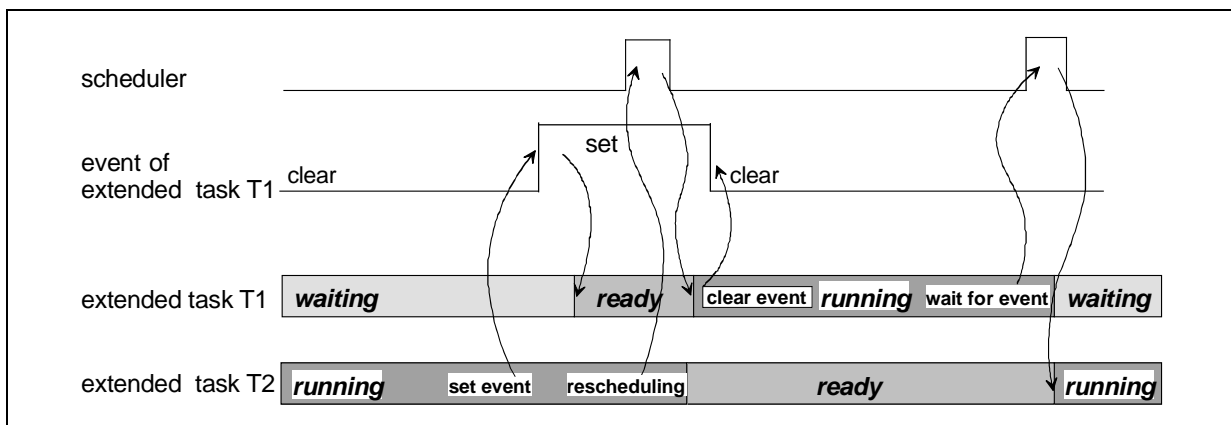 scheduler
set
event of
extended task T1
clear
clear
extended task T1
waiting
ready
clear event
running
wait for event
waiting
extended task T2
running
set event
rescheduling
ready
running